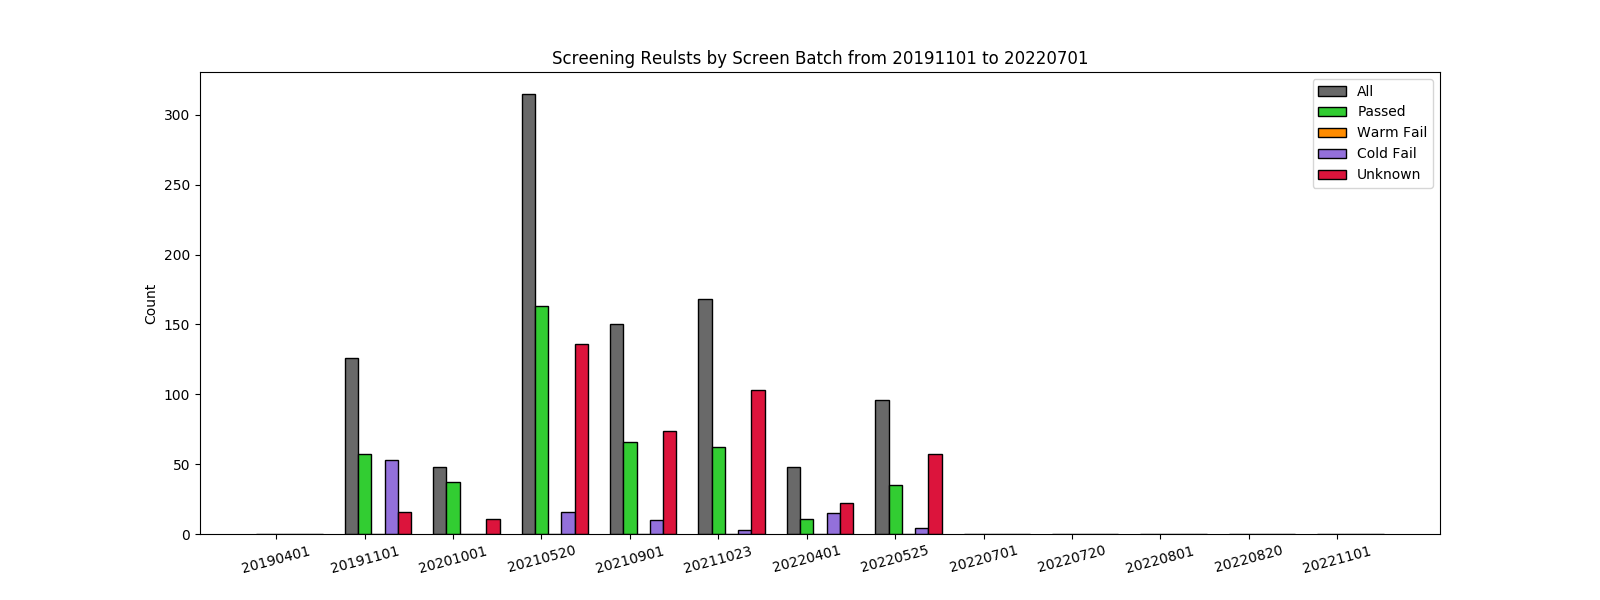 Screening Reulsts by Screen Batch from 20191101 to 20220701
All
Passed
Warm Fail
Cold Fail
Unknown
Count
300
250
200
150
100
50
0
20190401 20191101 20201001 20210520 20210901 20211023 20220401 20220525 20220701 20220720 20220801 20220820 20221101